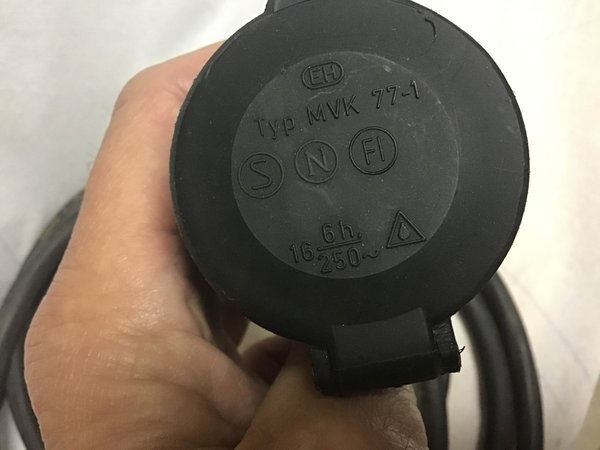 EH
Typ MVK 77-1
S N FI
16 6h.
250~